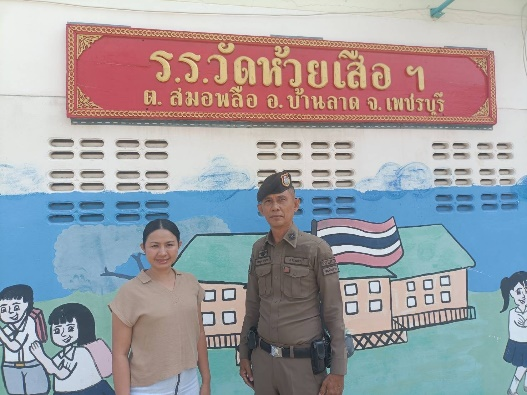 ร.ร.วัดห้วยเสือ ฯ
ต. สมอพลือ อ. บ้านลาด จ. เพชรบุรี